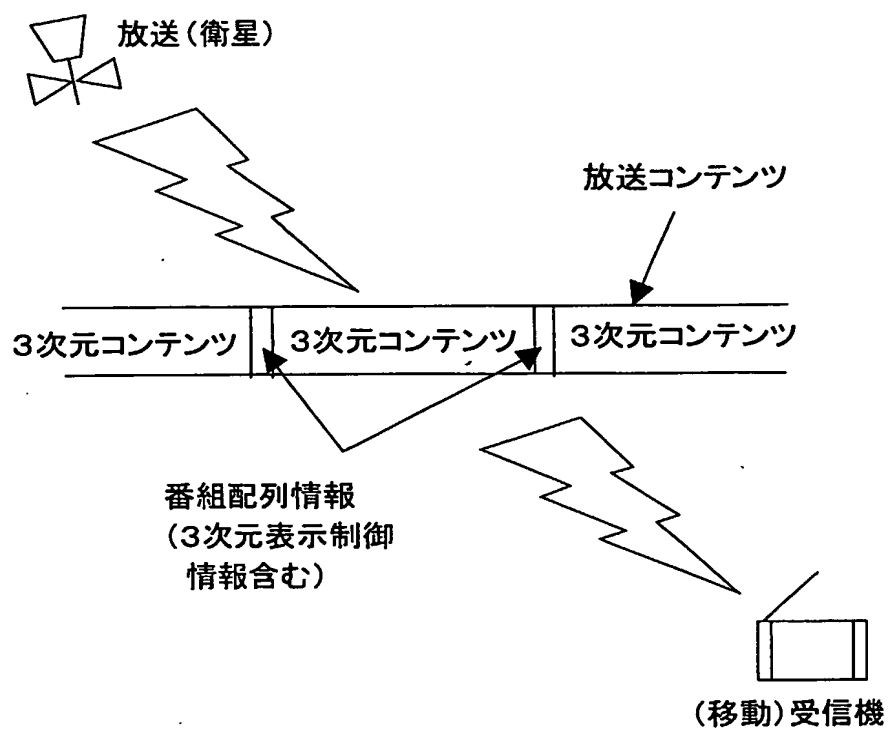 放送(衛星)
放送コンテンツ
3次元コンテンツ
3次元コンテンツ
3次元コンテンツ
番組配列情報
(3次元表示制御
情報含む)
(移動)受信機